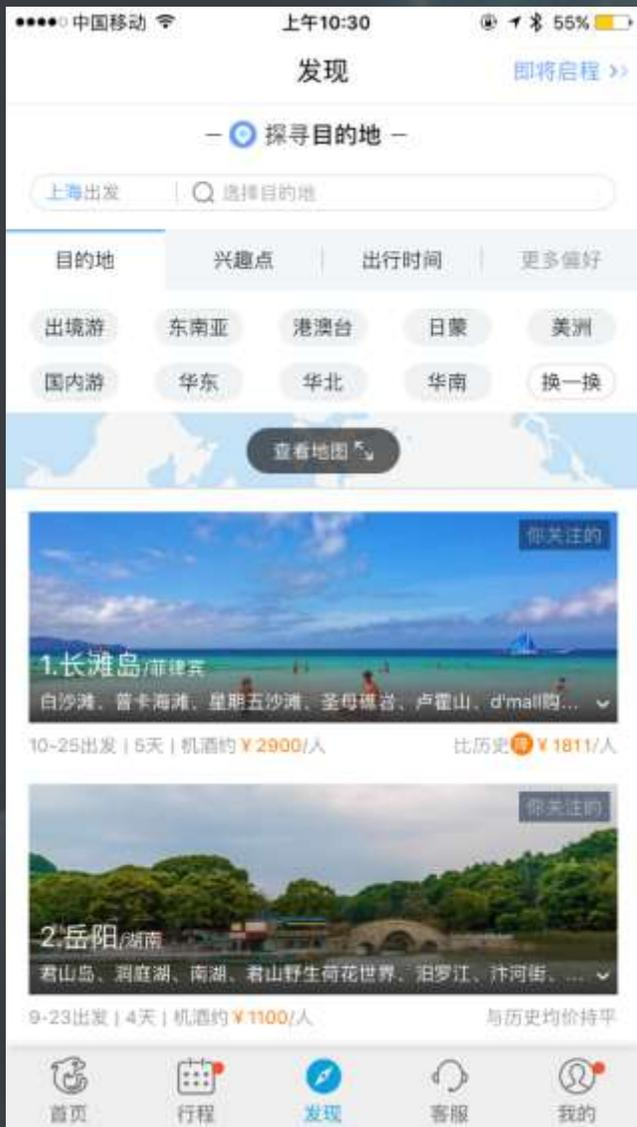 中国移动 上午10:30 55%
发现 即将启程 >>
探寻目的地
上海出发 选择目的地
目的地 兴趣点 出行时间 更多偏好
出境游 东南亚 港澳台 日蒙 美洲
国内游 华东 华北 华南 换一换
查看地图
你关注的
1.长滩岛/菲律宾
白沙滩、普卡海滩、星期五沙滩、圣母礁岩、卢霍山、d'mall购...
10-25出发 | 5天 | 机酒约¥2900/人 比历史降¥1811/人
你关注的
2.岳阳/湖南
君山岛、洞庭湖、南湖、君山野生荷花世界、汨罗江、汴河街、...
9-23出发 | 4天 | 机酒约¥1100/人 与历史均价持平
首页 行程 发现 客服 我的